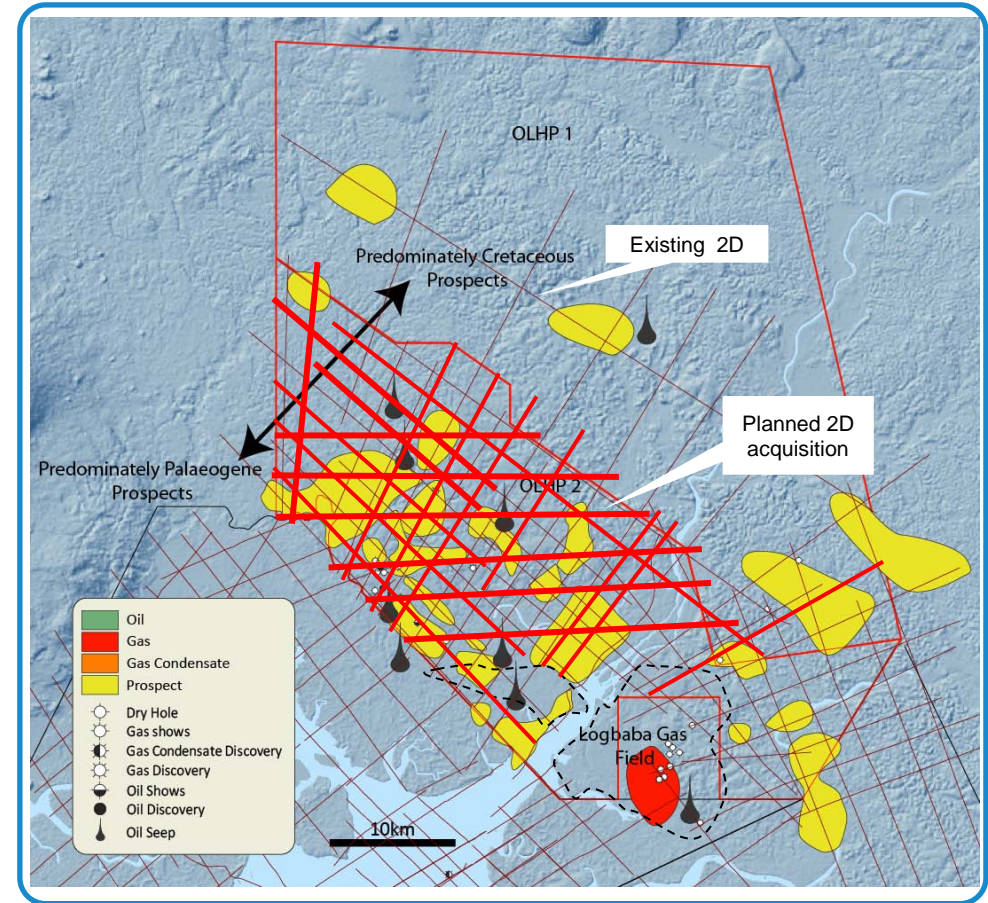 OLHP 1
Existing 2D
Predominately Cretaceous
Prospects
Planned 2D
acquisition
Predominately Palaeogene
Prospects
OLHP 2
Oil
Gas
Gas Condensate
Prospect
Dry Hole
Gas shows
Gas Condensate Discovery
Gas Discovery
Oil Shows
Oil Discovery
Oil Seep
Logbaba Gas
Field
10km